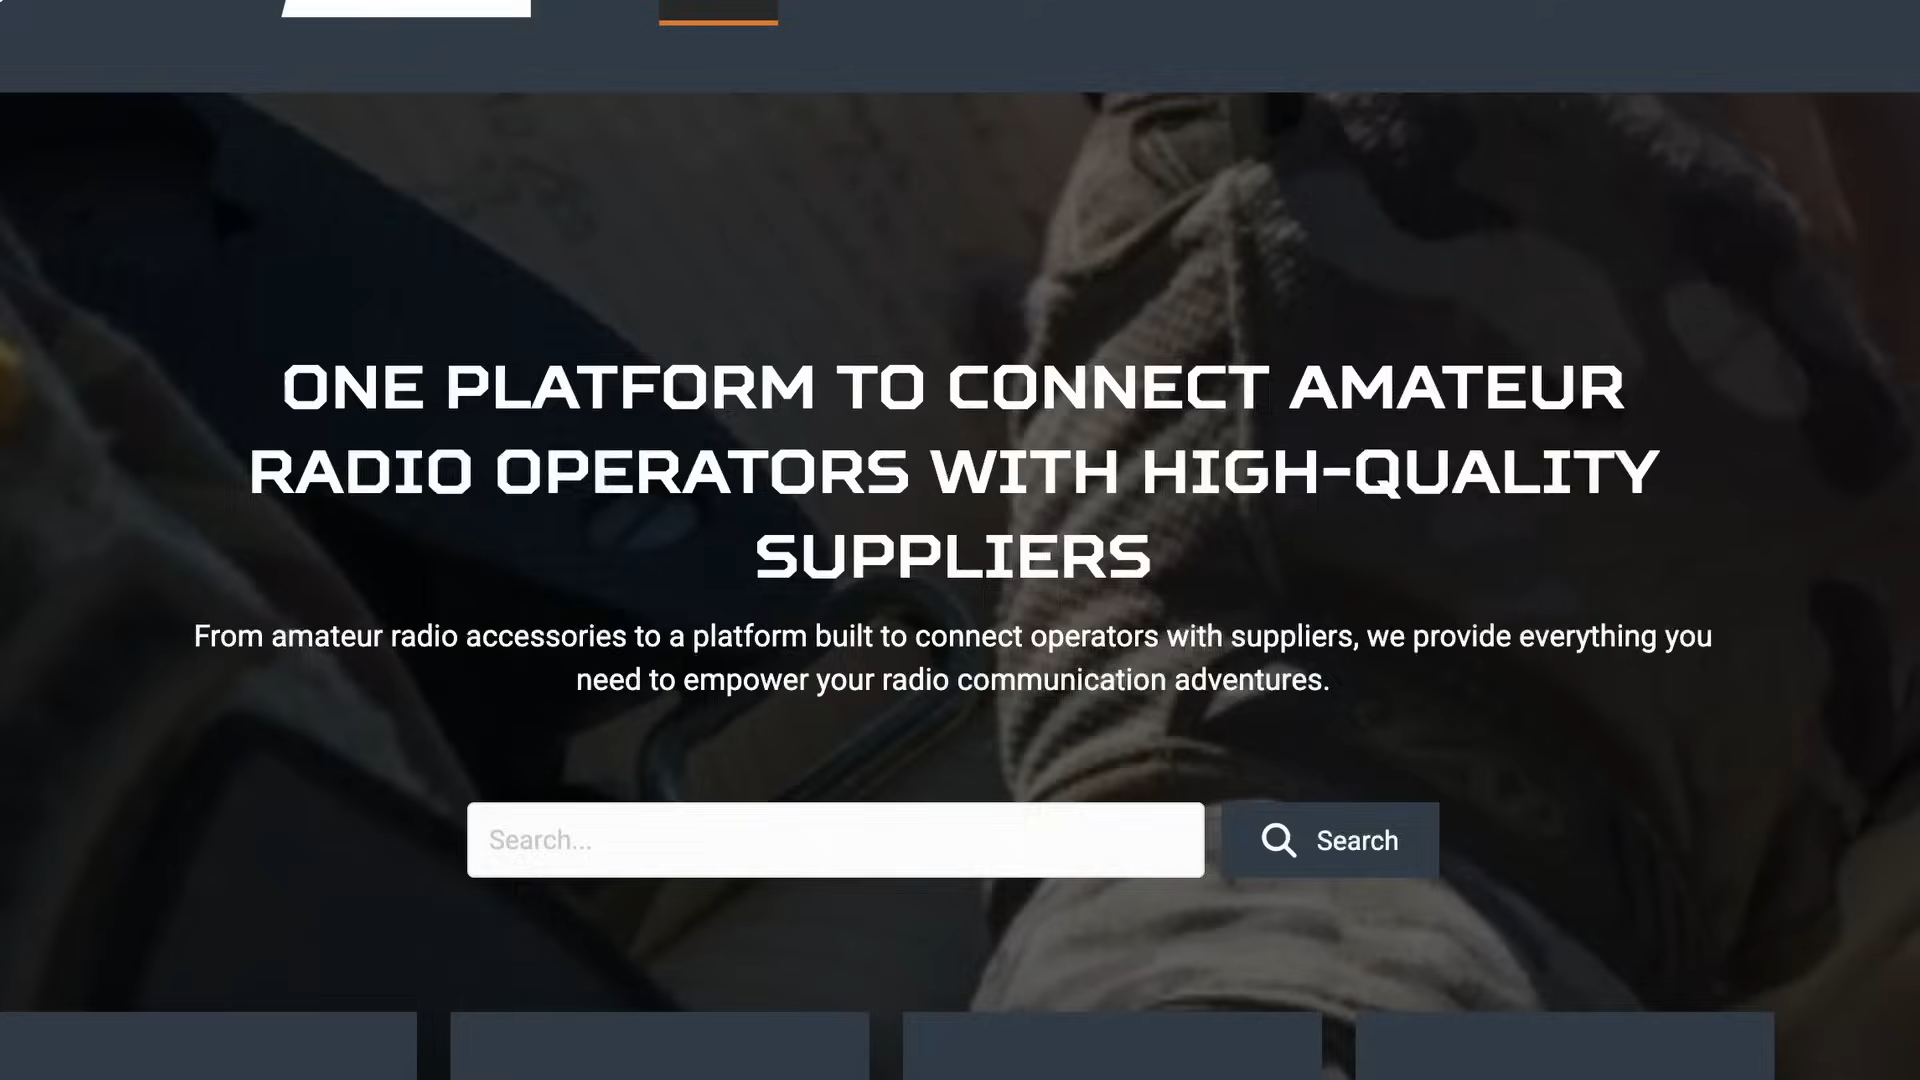 ONE PLATFORM TO CONNECT AMATEUR
RADIO OPERATORS WITH HIGH-QUALITY
SUPPLIERS
From amateur radio accessories to a platform built to connect operators with suppliers, we provide everything you
need to empower your radio communication adventures.
Search...
Search